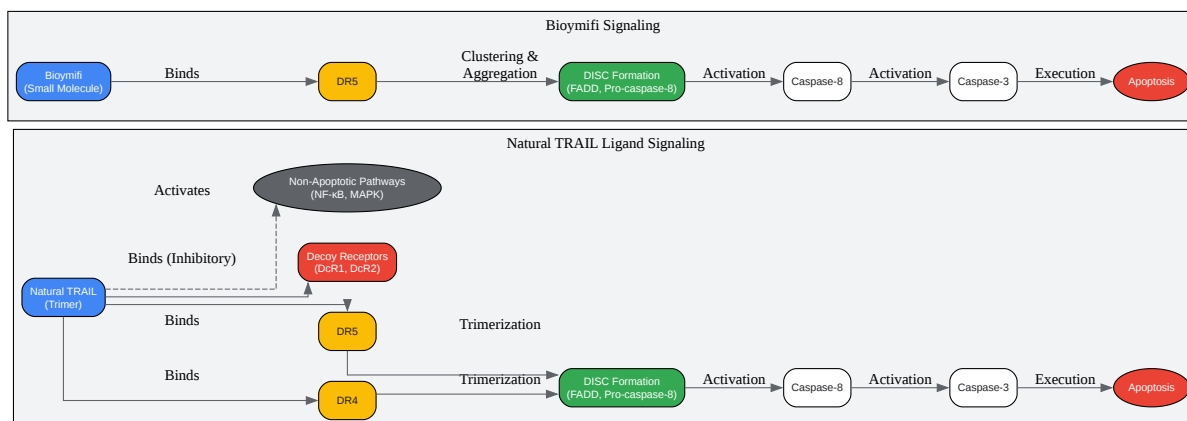 Bioymifi Signaling
Clustering &
Aggregation
Bioymifi
(Small Molecule)
Binds
DR5
DISC Formation
(FADD, Pro-caspase-8)
Activation
Caspase-8
Activation
Caspase-3
Execution
Apoptosis
Natural TRAIL Ligand Signaling
Activates
Non-Apoptotic Pathways
(NF-κB, MAPK)
Binds (Inhibitory)
Decoy Receptors
(DcR1, DcR2)
Natural TRAIL
(Trimer)
Binds
DR5
Trimerization
Binds
DR4
Trimerization
DISC Formation
(FADD, Pro-caspase-8)
Activation
Caspase-8
Activation
Caspase-3
Execution
Apoptosis